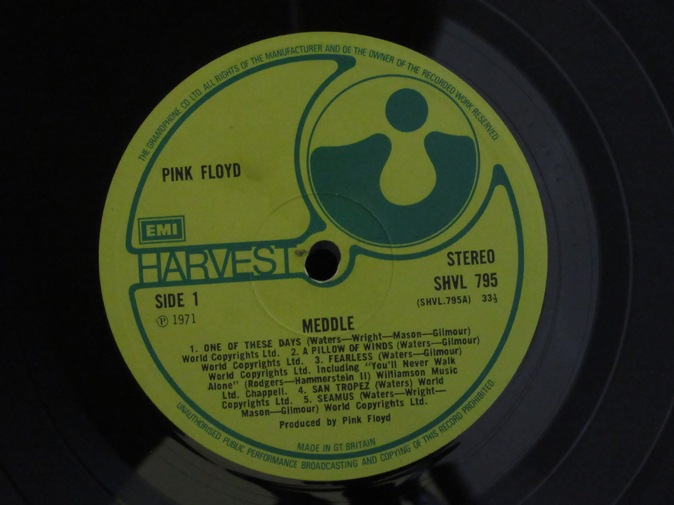 THE GRAMOPHONE CO LTD. ALL RIGHTS OF THE MANUFACTURER AND OF THE OWNER OF THE RECORDED WORK RESERVED.
PINK FLOYD
EMI
HARVEST
STEREO
SHVL 795
(SHVL.795A) 33⅓
SIDE 1
Ⓟ 1971
MEDDLE
1. ONE OF THESE DAYS (Waters—Wright—Mason—Gilmour)
World Copyrights Ltd. 2. A PILLOW OF WINDS (Waters—Gilmour)
World Copyrights Ltd. 3. FEARLESS (Waters—Gilmour)
World Copyrights Ltd. Including "You'll Never Walk
Alone" (Rodgers—Hammerstein II) Williamson Music
Ltd. Chappell. 4. SAN TROPEZ (Waters) World
Copyrights Ltd. 5. SEAMUS (Waters—Wright—
Mason—Gilmour) World Copyrights Ltd.
Produced by Pink Floyd
MADE IN GT BRITAIN
UNAUTHORISED PUBLIC PERFORMANCE BROADCASTING AND COPYING OF THIS RECORD PROHIBITED.